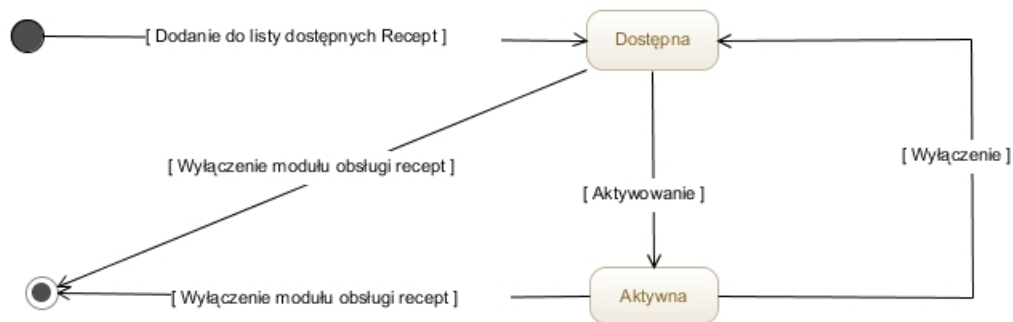 [ Dodanie do listy dostępnych Recept ]
Dostępna
[ Wyłączenie modułu obsługi recept ]
[ Wyłączenie ]
[ Aktywowanie ]
[ Wyłączenie modułu obsługi recept ]
Aktywna